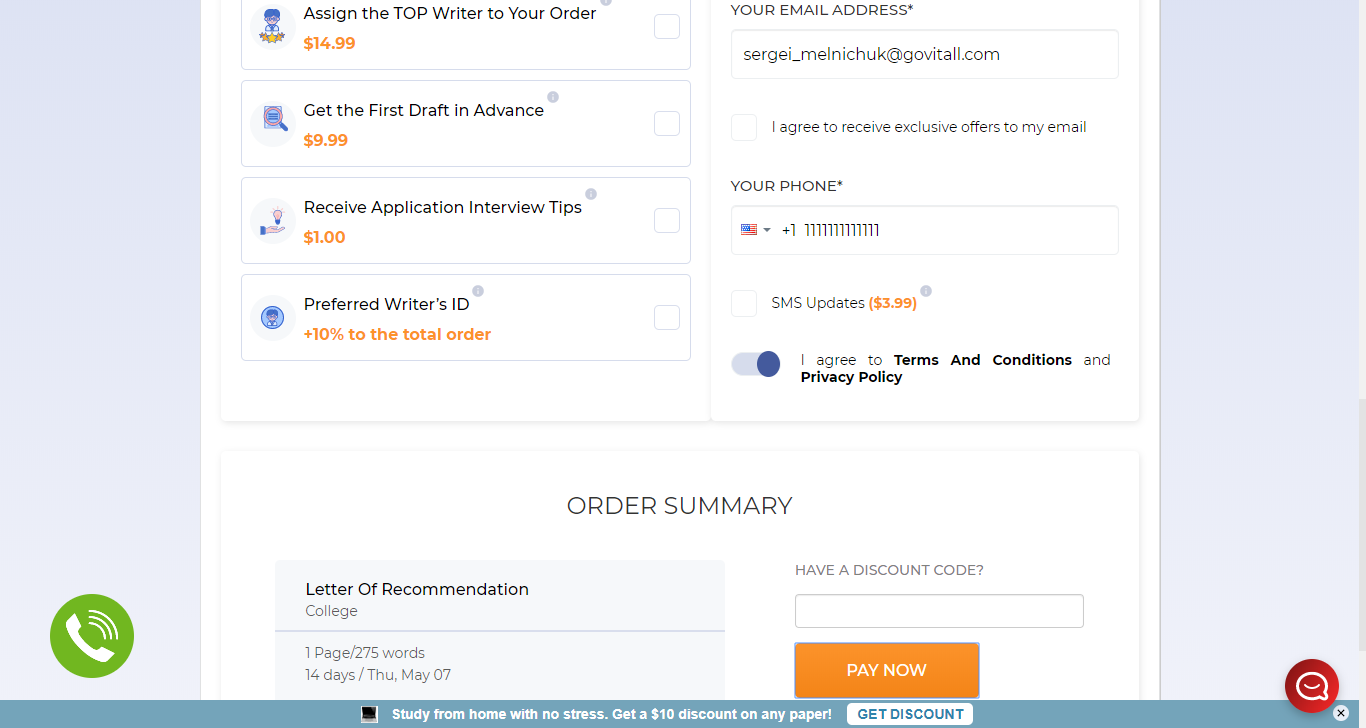 Assign the TOP Writer to Your Order
$14.99
Get the First Draft in Advance
$9.99
Receive Application Interview Tips
$1.00
Preferred Writer’s ID
+10% to the total order
YOUR EMAIL ADDRESS*
sergei_melnichuk@govitall.com
I agree to receive exclusive offers to my email
YOUR PHONE*
+1 1111111111111
SMS Updates ($3.99)
I agree to Terms And Conditions and
Privacy Policy
ORDER SUMMARY
Letter Of Recommendation
College
1 Page/275 words
14 days / Thu, May 07
HAVE A DISCOUNT CODE?
PAY NOW
Study from home with no stress. Get a $10 discount on any paper!
GET DISCOUNT